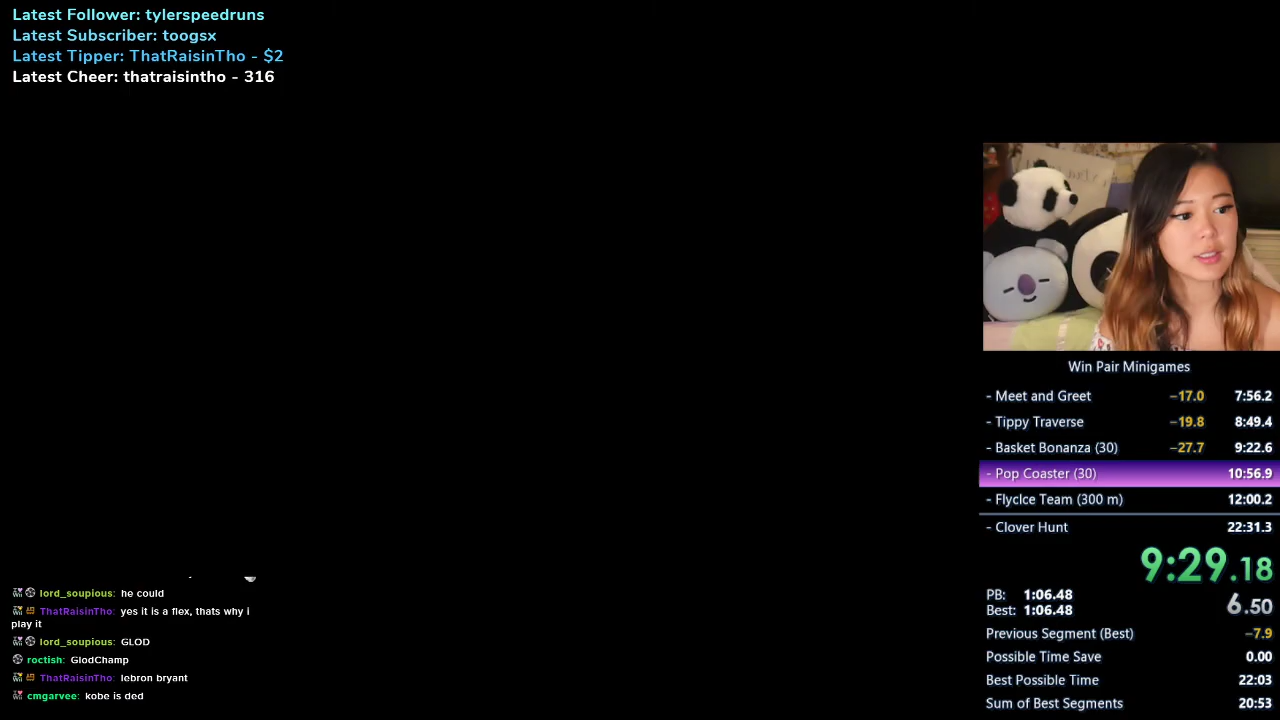 Latest Follower: tylerspeedruns
Latest Subscriber: toogsx
Latest Tipper: ThatRaisinTho - $2
Latest Cheer: thatraisintho - 316
Win Pair Minigames
- Meet and Greet −17.0 7:56.2
- Tippy Traverse −19.8 8:49.4
- Basket Bonanza (30) −27.7 9:22.6
- Pop Coaster (30) 10:56.9
- FlycIce Team (300 m) 12:00.2
- Clover Hunt 22:31.3
9:29.18
PB: 1:06.48
Best: 1:06.48
6.50
Previous Segment (Best) −7.9
Possible Time Save 0.00
Best Possible Time 22:03
Sum of Best Segments 20:53
lord_soupious: he could
ThatRaisinTho: yes it is a flex, thats why i
play it
lord_soupious: GLOD
roctish: GlodChamp
ThatRaisinTho: lebron bryant
cmgarvee: kobe is ded